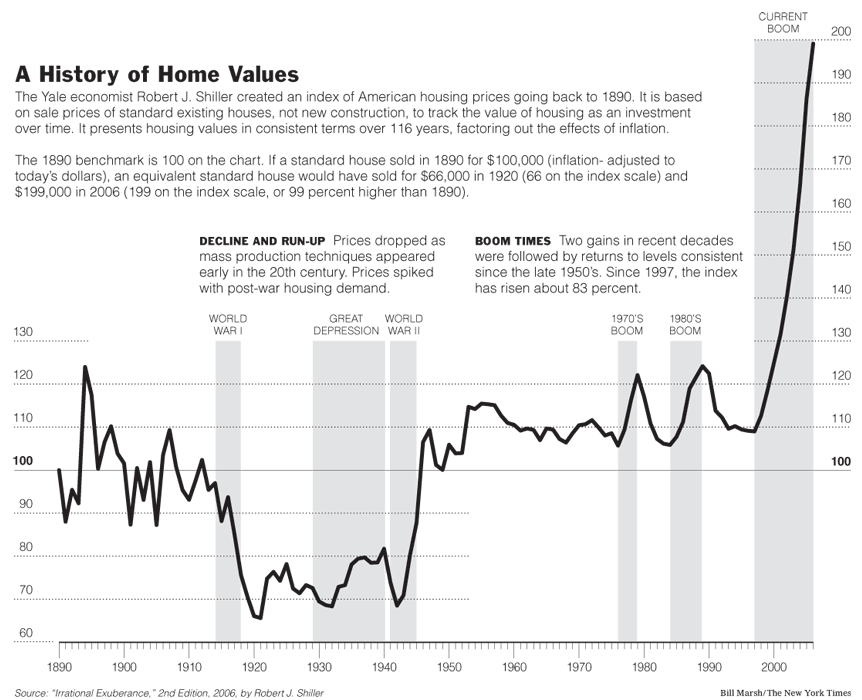 CURRENT
BOOM
A History of Home Values
The Yale economist Robert J. Shiller created an index of American housing prices going back to 1890. It is based
on sale prices of standard existing houses, not new construction, to track the value of housing as an investment
over time. It presents housing values in consistent terms over 116 years, factoring out the effects of inflation.
The 1890 benchmark is 100 on the chart. If a standard house sold in 1890 for $100,000 (inflation- adjusted to
today's dollars), an equivalent standard house would have sold for $66,000 in 1920 (66 on the index scale) and
$199,000 in 2006 (199 on the index scale, or 99 percent higher than 1890).
DECLINE AND RUN-UP Prices dropped as
mass production techniques appeared
early in the 20th century. Prices spiked
with post-war housing demand.
BOOM TIMES Two gains in recent decades
were followed by returns to levels consistent
since the late 1950's. Since 1997, the index
has risen about 83 percent.
WORLD
WAR I
GREAT
DEPRESSION
WORLD
WAR II
1970'S
BOOM
1980'S
BOOM
200
190
180
170
160
150
140
130
120
110
100
130
120
110
100
90
80
70
60
1890 1900 1910 1920 1930 1940 1950 1960 1970 1980 1990 2000
Source: "Irrational Exuberance," 2nd Edition, 2006, by Robert J. Shiller
Bill Marsh/The New York Times